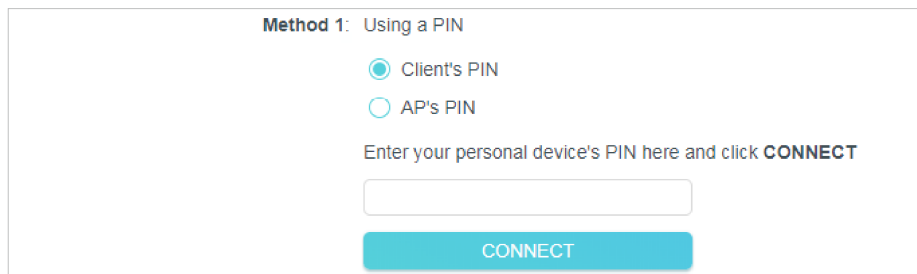 Method 1: Using a PIN
Client's PIN
AP's PIN
Enter your personal device's PIN here and click CONNECT
CONNECT